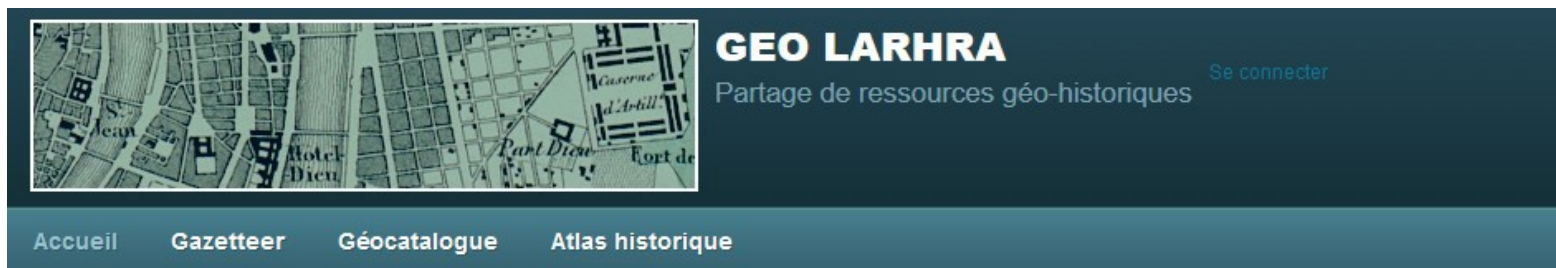 GEO LARHRA
Partage de ressources géo-historiques
Se connecter
St.
Jean
Hotel-
Dieu
Caserne
d'Artill!
Part Dieu
Fort de
Accueil Gazetteer Géocatalogue Atlas historique